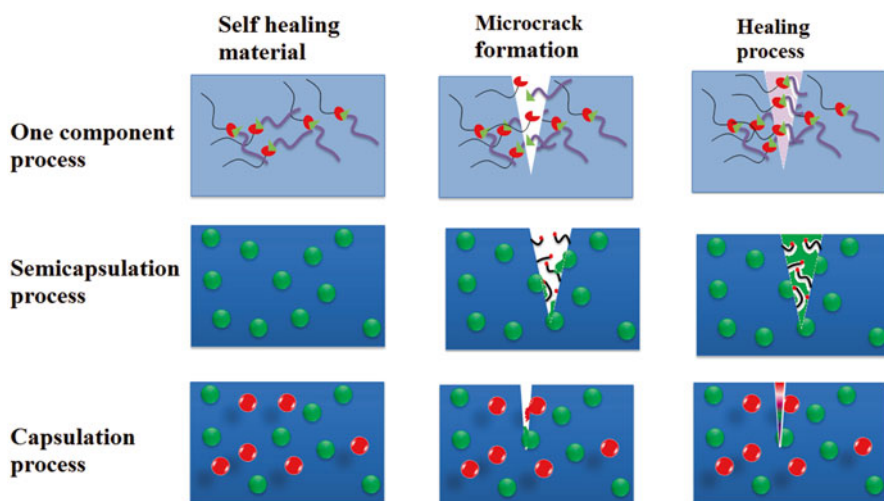 Self healing
material
Microcrack
formation
Healing
process
One component
process
Semicapsulation
process
Capsulation
process